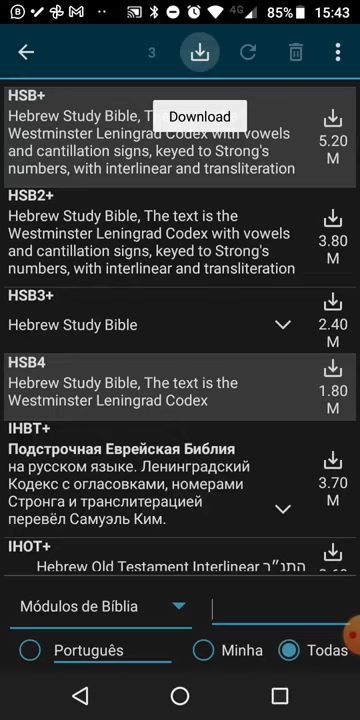 85% 15:43
3
HSB+
Download
Hebrew Study Bible, T
Westminster Leningrad Codex with vowels
and cantillation signs, keyed to Strong's
numbers, with interlinear and transliteration
5.20
M
HSB2+
Hebrew Study Bible, The text is the
Westminster Leningrad Codex with vowels
and cantillation signs, keyed to Strong's
numbers, with interlinear and transliteration
3.80
M
HSB3+
Hebrew Study Bible
2.40
M
HSB4
Hebrew Study Bible, The text is the
Westminster Leningrad Codex
1.80
M
IHBT+
Подстрочная Еврейская Библия
на русском языке. Ленинградский
Кодекс с огласовками, номерами
Стронга и транслитерацией
перевёл Самуэль Ким.
3.70
M
IHOT+
Hebrew Old Testament Interlinear התנ״ך
Módulos de Bíblia
Português
Minha
Todas